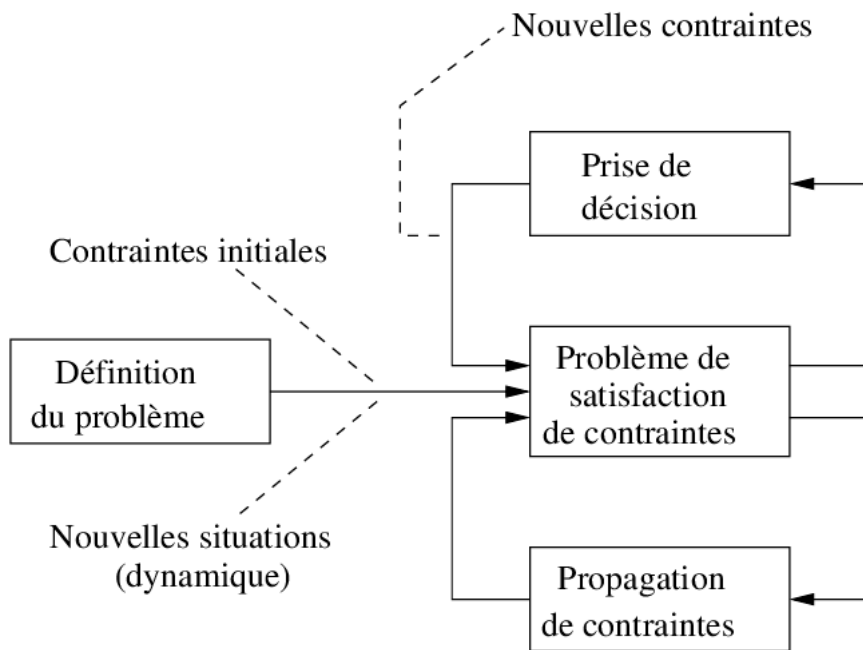 Nouvelles contraintes
Prise de
décision
Contraintes initiales
Définition
du problème
Problème de
satisfaction
de contraintes
Nouvelles situations
(dynamique)
Propagation
de contraintes